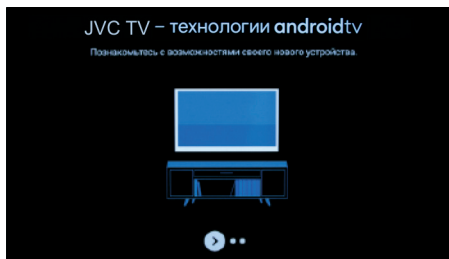 JVC TV – технологии androidtv
Познакомьтесь с возможностями своего нового устройства.